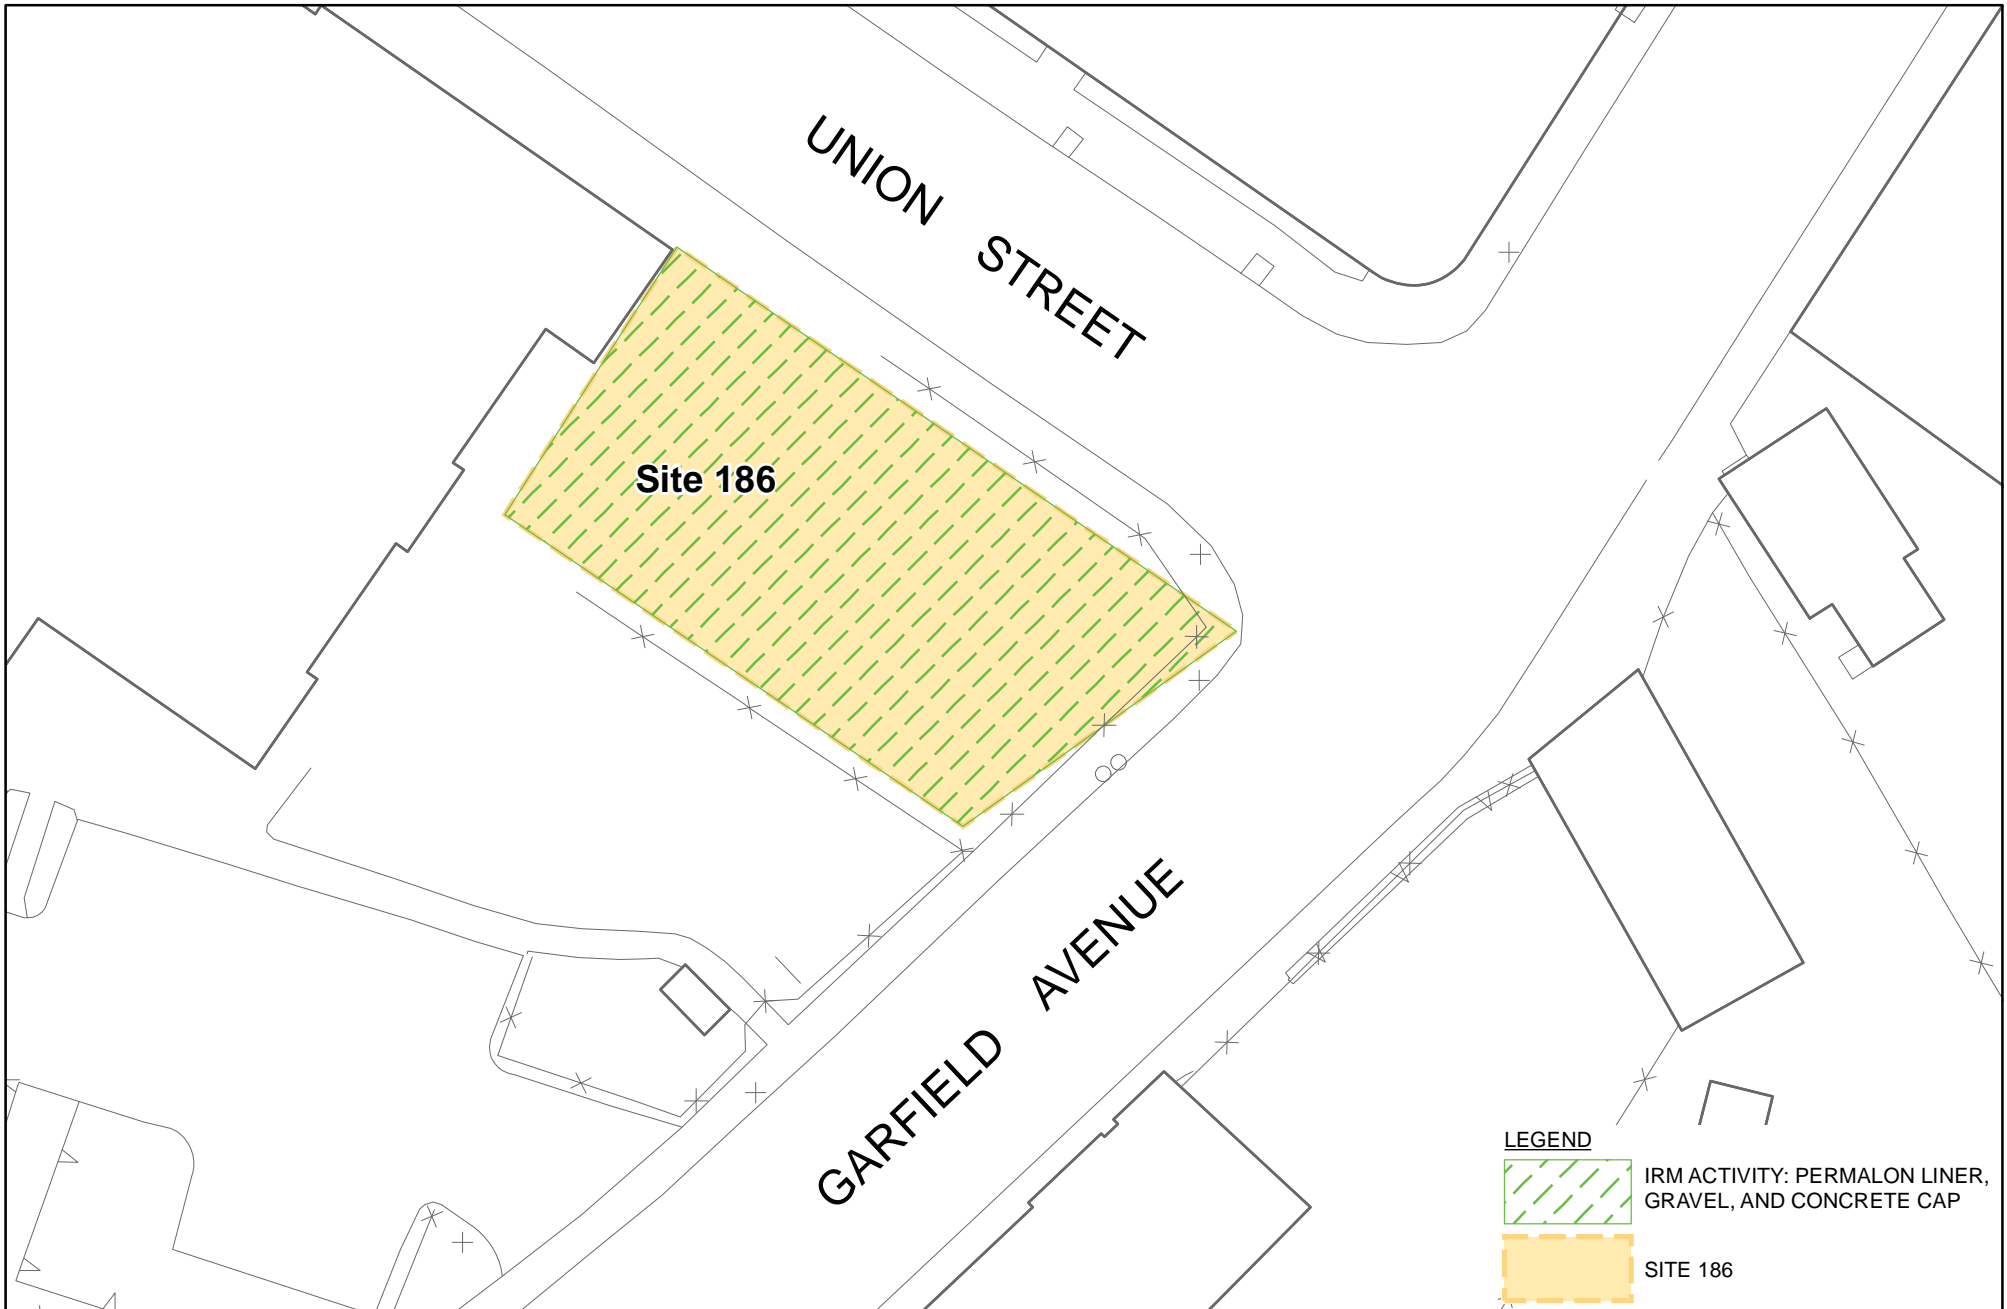 UNION STREET
Site 186
GARFIELD AVENUE
LEGEND
IRM ACTIVITY: PERMALON LINER,
GRAVEL, AND CONCRETE CAP
SITE 186